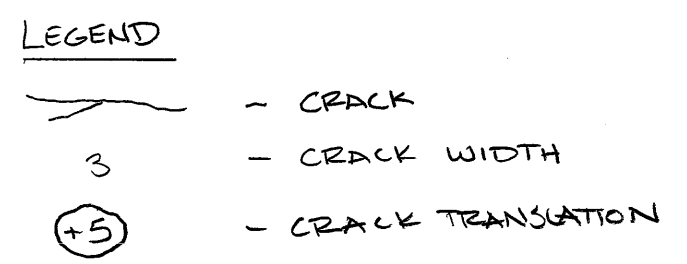 LEGEND
- CRACK
3 - CRACK WIDTH
+5 - CRACK TRANSLATION